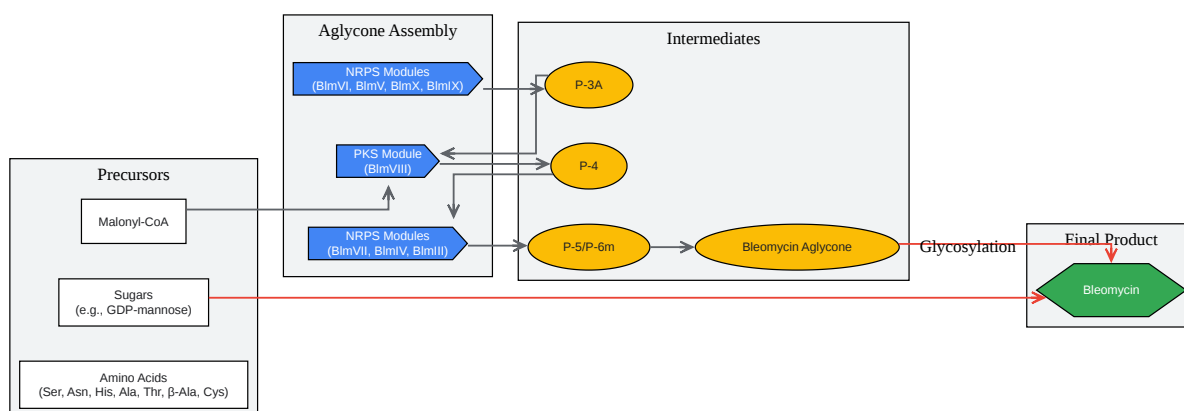 Aglycone Assembly
Intermediates
NRPS Modules
(BlmVI, BlmV, BlmX, BlmIX)
P-3A
PKS Module
(BlmVIII)
P-4
Precursors
Malonyl-CoA
NRPS Modules
(BlmVII, BlmIV, BlmIII)
P-5/P-6m
Bleomycin Aglycone
Glycosylation
Final Product
Bleomycin
Sugars
(e.g., GDP-mannose)
Amino Acids
(Ser, Asn, His, Ala, Thr, β-Ala, Cys)